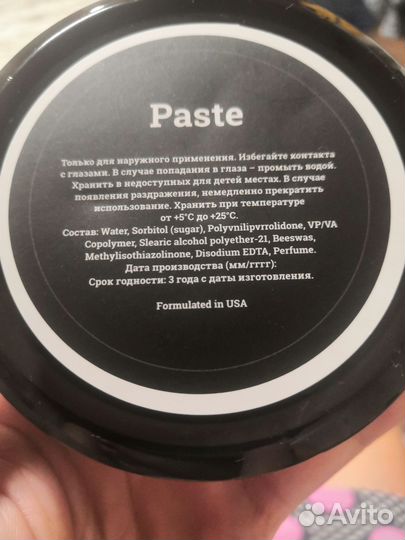 Paste
Только для наружного применения. Избегайте контакта
с глазами. В случае попадания в глаза – промыть водой.
Хранить в недоступных для детей местах. В случае
появления раздражения, немедленно прекратить
использование. Хранить при температуре
от +5°С до +25°С.
Состав: Water, Sorbitol (sugar), Polyvnilipvrrolidone, VP/VA
Copolymer, Slearic alcohol polyether-21, Beeswas,
Methylisothiazolinone, Disodium EDTA, Perfume.
Дата производства (мм/гггг):
Срок годности: 3 года с даты изготовления.
Formulated in USA
Avito